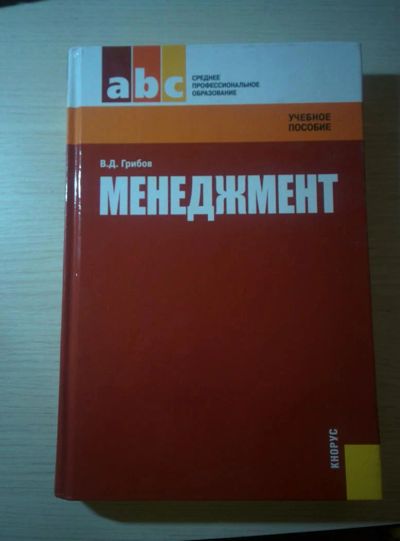 abc
СРЕДНЕЕ
ПРОФЕССИОНАЛЬНОЕ
ОБРАЗОВАНИЕ
УЧЕБНОЕ
ПОСОБИЕ
В.Д. Грибов
МЕНЕДЖМЕНТ
КНОРУС